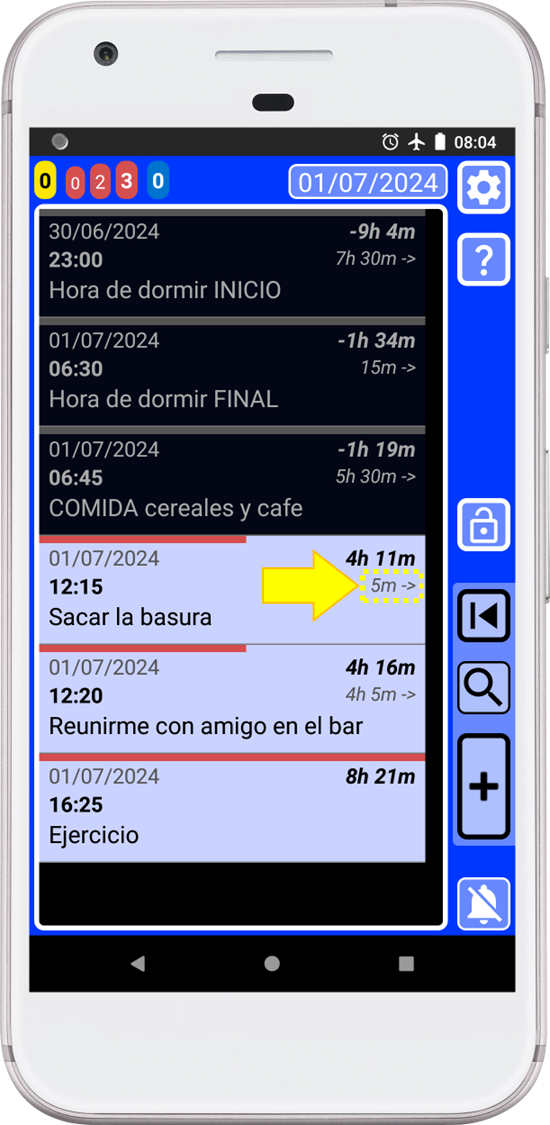 08:04
0 0 2 3 0 01/07/2024
?
30/06/2024 -9h 4m
23:00 7h 30m ->
Hora de dormir INICIO
01/07/2024 -1h 34m
06:30 15m ->
Hora de dormir FINAL
01/07/2024 -1h 19m
06:45 5h 30m ->
COMIDA cereales y cafe
01/07/2024 4h 11m
12:15 5m ->
Sacar la basura
01/07/2024 4h 16m
12:20 4h 5m ->
Reunirme con amigo en el bar
01/07/2024 8h 21m
16:25
Ejercicio
+